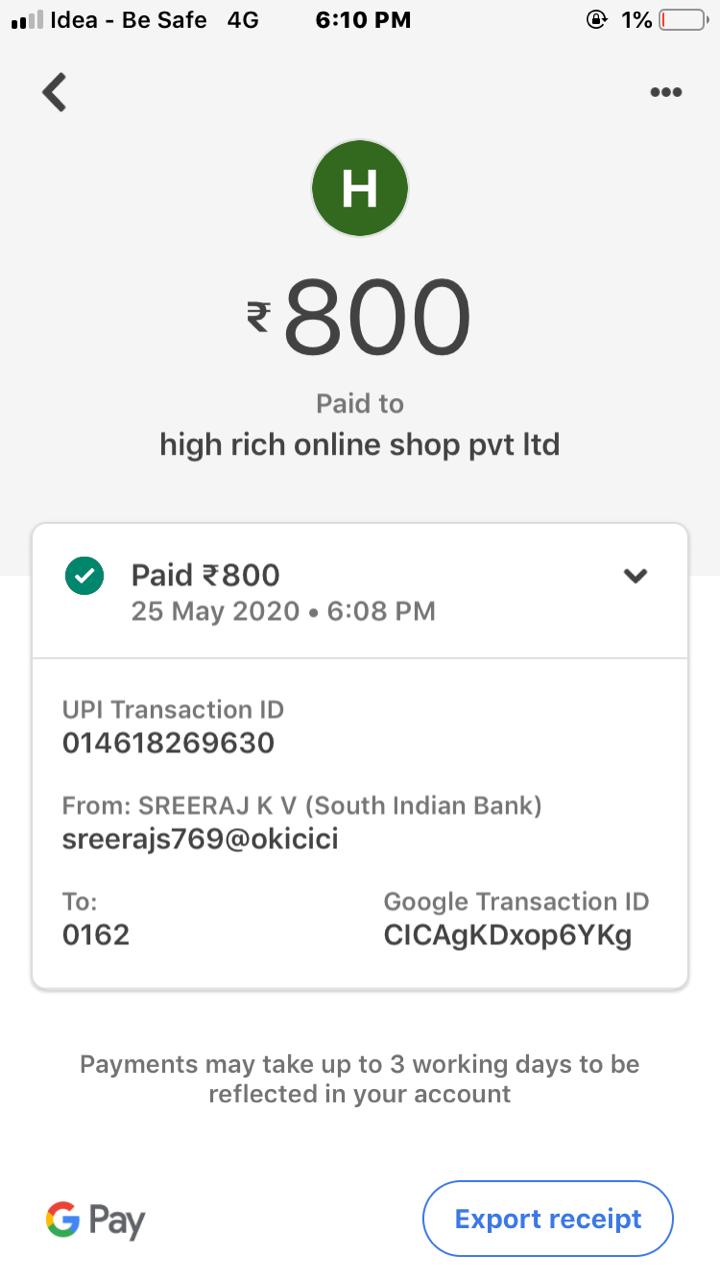 Idea - Be Safe 4G 6:10 PM 1%
H
₹800
Paid to
high rich online shop pvt ltd
Paid ₹800
25 May 2020 • 6:08 PM
UPI Transaction ID
014618269630
From: SREERAJ K V (South Indian Bank)
sreerajs769@okicici
To: Google Transaction ID
0162 CICAgKDxop6YKg
Payments may take up to 3 working days to be
reflected in your account
G Pay Export receipt